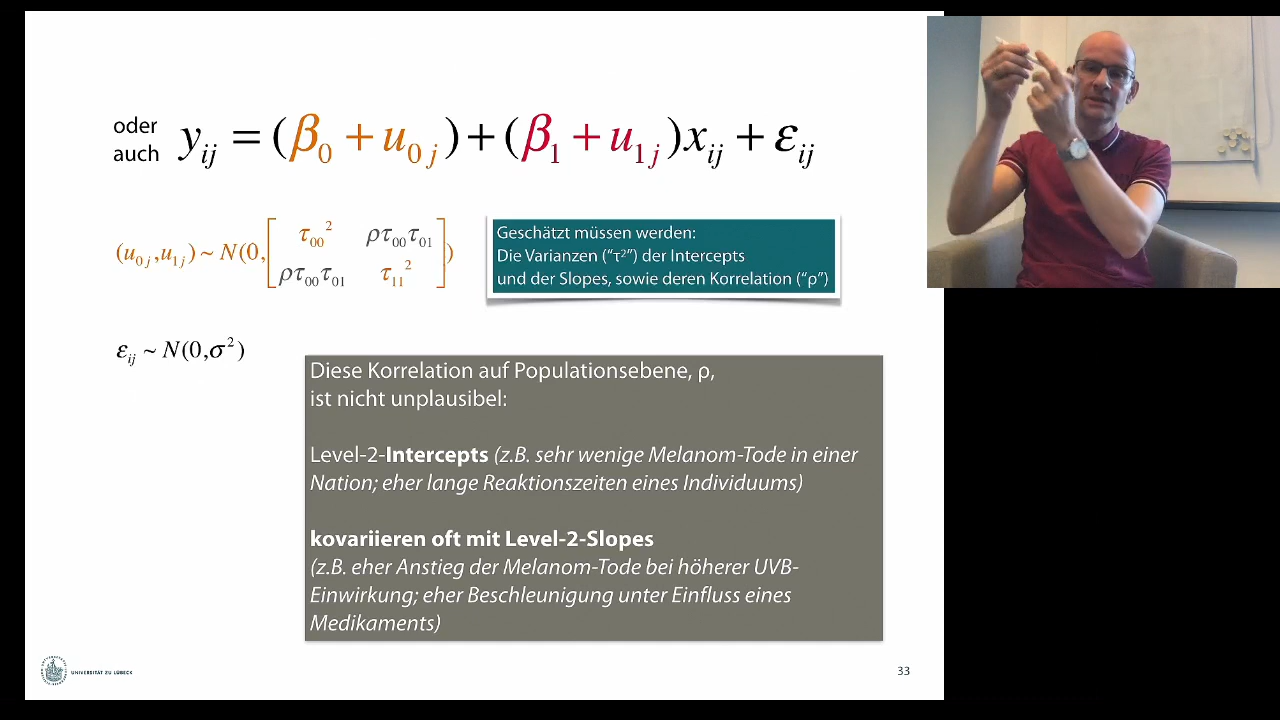 oder
auch
y_ij = (β_0 + u_0j) + (β_1 + u_1j)x_ij + ε_ij
(u_0j, u_1j) ~ N(0, [τ_00² ρτ_00τ_01
ρτ_00τ_01 τ_11²])
Geschätzt müssen werden:
Die Varianzen (“τ²”) der Intercepts
und der Slopes, sowie deren Korrelation (“ρ”)
ε_ij ~ N(0,σ²)
Diese Korrelation auf Populationsebene, ρ,
ist nicht unplausibel:
Level-2-Intercepts (z.B. sehr wenige Melanom-Tode in einer
Nation; eher lange Reaktionszeiten eines Individuums)
kovariieren oft mit Level-2-Slopes
(z.B. eher Anstieg der Melanom-Tode bei höherer UVB-
Einwirkung; eher Beschleunigung unter Einfluss eines
Medikaments)
UNIVERSITÄT ZU LÜBECK
33